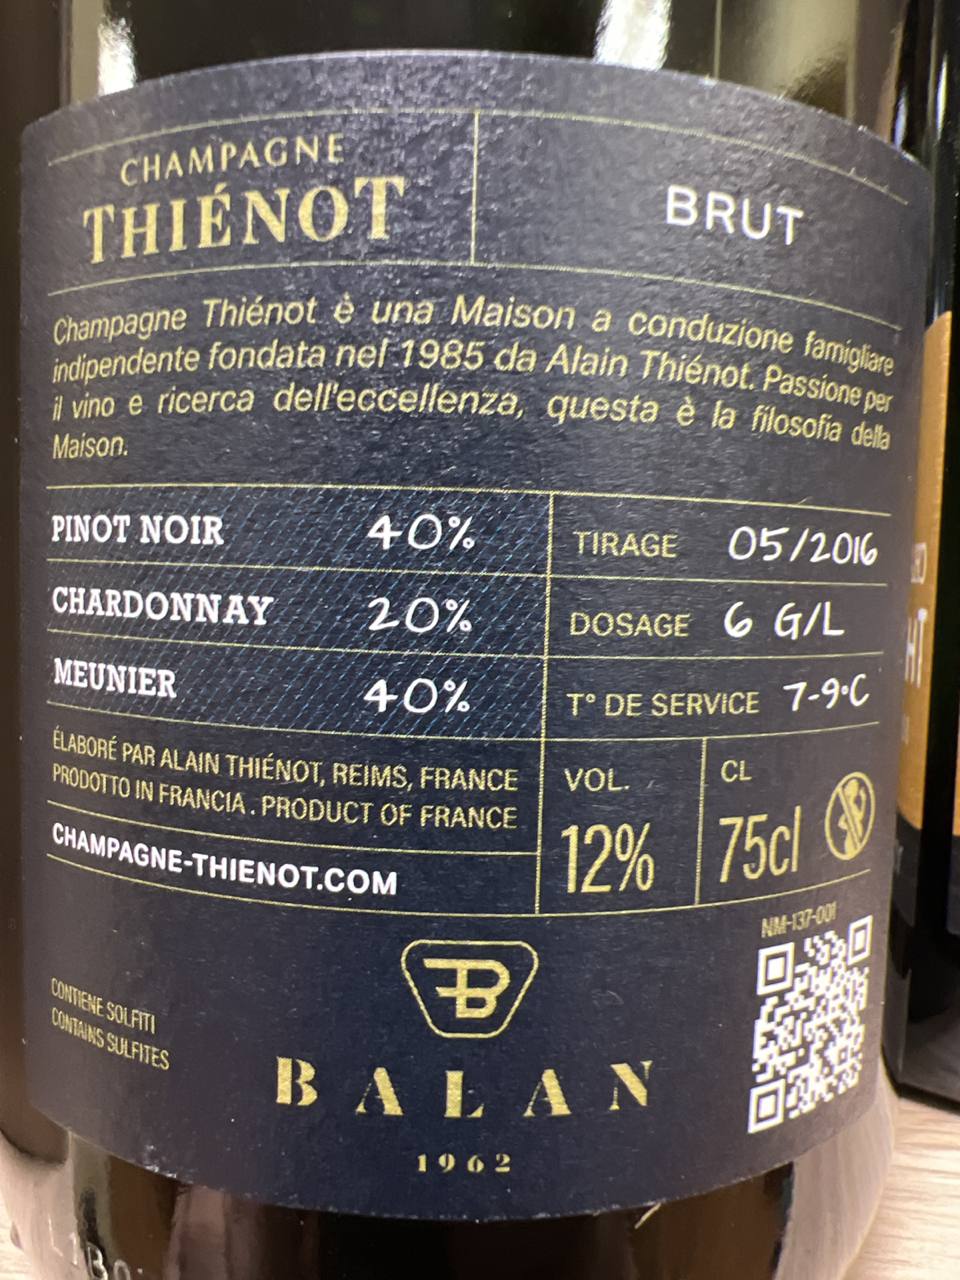 CHAMPAGNE
THIÉNOT
BRUT
Champagne Thiénot è una Maison a conduzione famigliare
indipendente fondata nel 1985 da Alain Thiénot. Passione per
il vino e ricerca dell'eccellenza, questa è la filosofia della
Maison.
PINOT NOIR 40%
CHARDONNAY 20%
MEUNIER 40%
TIRAGE 05/2016
DOSAGE 6 G/L
T° DE SERVICE 7-9°C
ÉLABORÉ PAR ALAIN THIÉNOT, REIMS, FRANCE
PRODOTTO IN FRANCIA . PRODUCT OF FRANCE
CHAMPAGNE-THIENOT.COM
VOL.
12%
CL
75cl
NM-137-001
CONTIENE SOLFITI
CONTAINS SULFITES
B
BALAN
1962